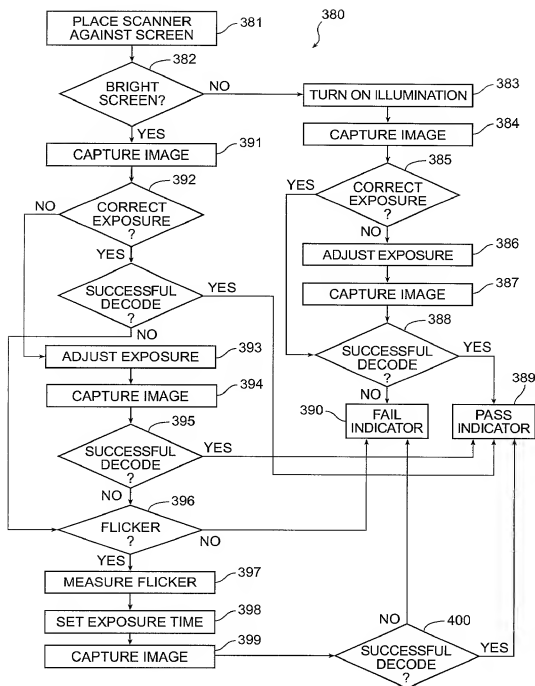 PLACE SCANNER
AGAINST SCREEN
381
380
382
BRIGHT
SCREEN?
NO
YES
TURN ON ILLUMINATION
383
CAPTURE IMAGE
384
CAPTURE IMAGE
391
385
CORRECT
EXPOSURE
?
YES
NO
392
CORRECT
EXPOSURE
?
NO
YES
ADJUST EXPOSURE
386
CAPTURE IMAGE
387
SUCCESSFUL
DECODE
?
YES
NO
388
SUCCESSFUL
DECODE
?
YES
NO
ADJUST EXPOSURE
393
CAPTURE IMAGE
394
390
FAIL
INDICATOR
389
PASS
INDICATOR
395
SUCCESSFUL
DECODE
?
YES
NO
396
FLICKER
?
NO
YES
MEASURE FLICKER
397
SET EXPOSURE TIME
398
CAPTURE IMAGE
399
400
SUCCESSFUL
DECODE
?
NO
YES